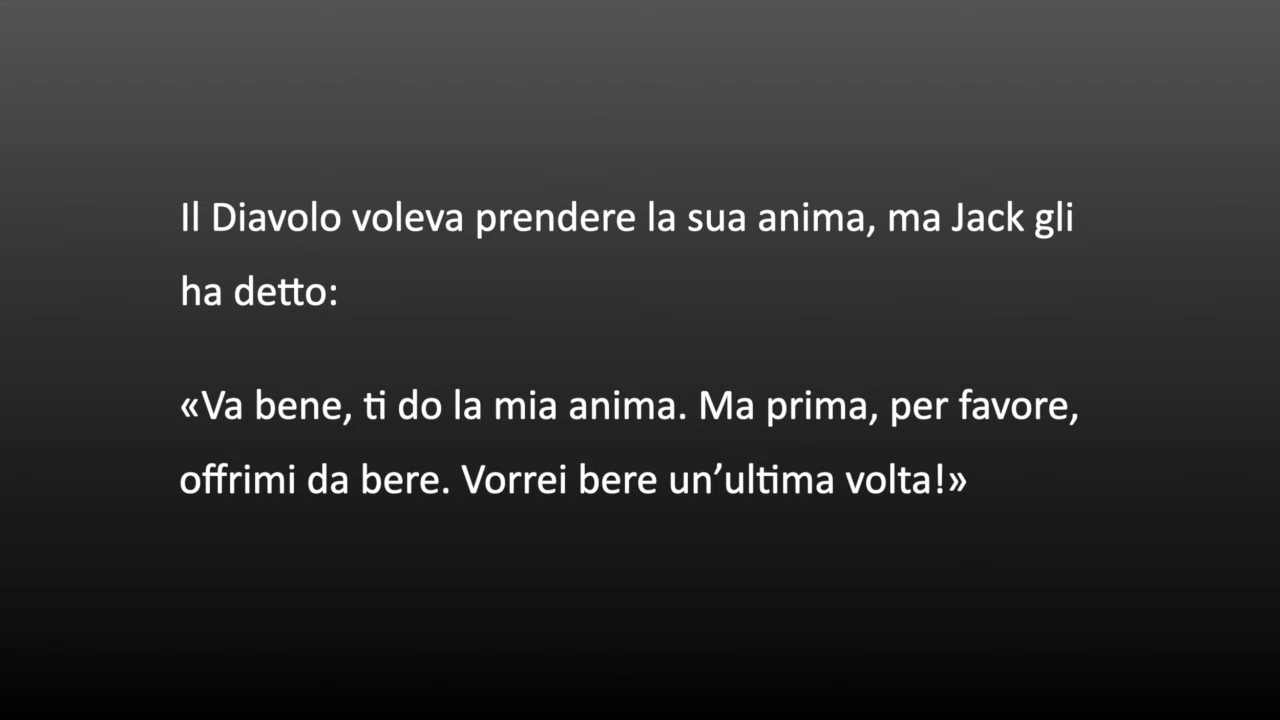 Il Diavolo voleva prendere la sua anima, ma Jack gli
ha detto:
«Va bene, ti do la mia anima. Ma prima, per favore,
offrimi da bere. Vorrei bere un’ultima volta!»